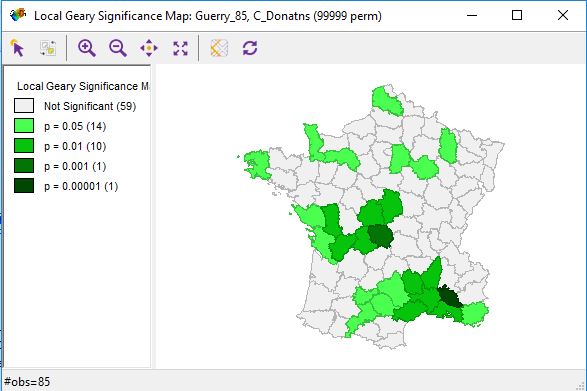 Local Geary Significance Map: Guerry_85, C_Donatns (99999 perm)
Local Geary Significance Ma
Not Significant (59)
p = 0.05 (14)
p = 0.01 (10)
p = 0.001 (1)
p = 0.00001 (1)
#obs=85